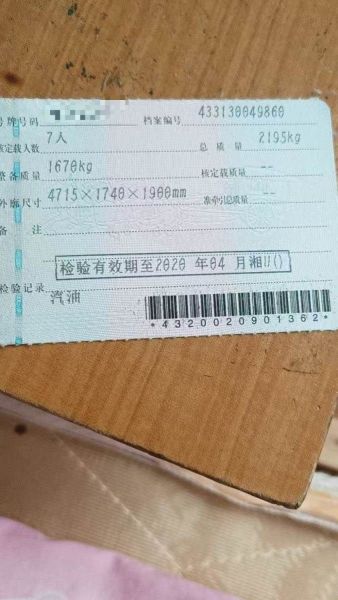 号牌号码 档案编号 433130049860
核定载人数 7人 总质量 2195kg
整备质量 1670kg 核定载质量 --
外廓尺寸 4715×1740×1900mm 准牵引总质量 --
备注
检验有效期至2020 年04 月湘U()
检验记录
汽油
*4320020901362*